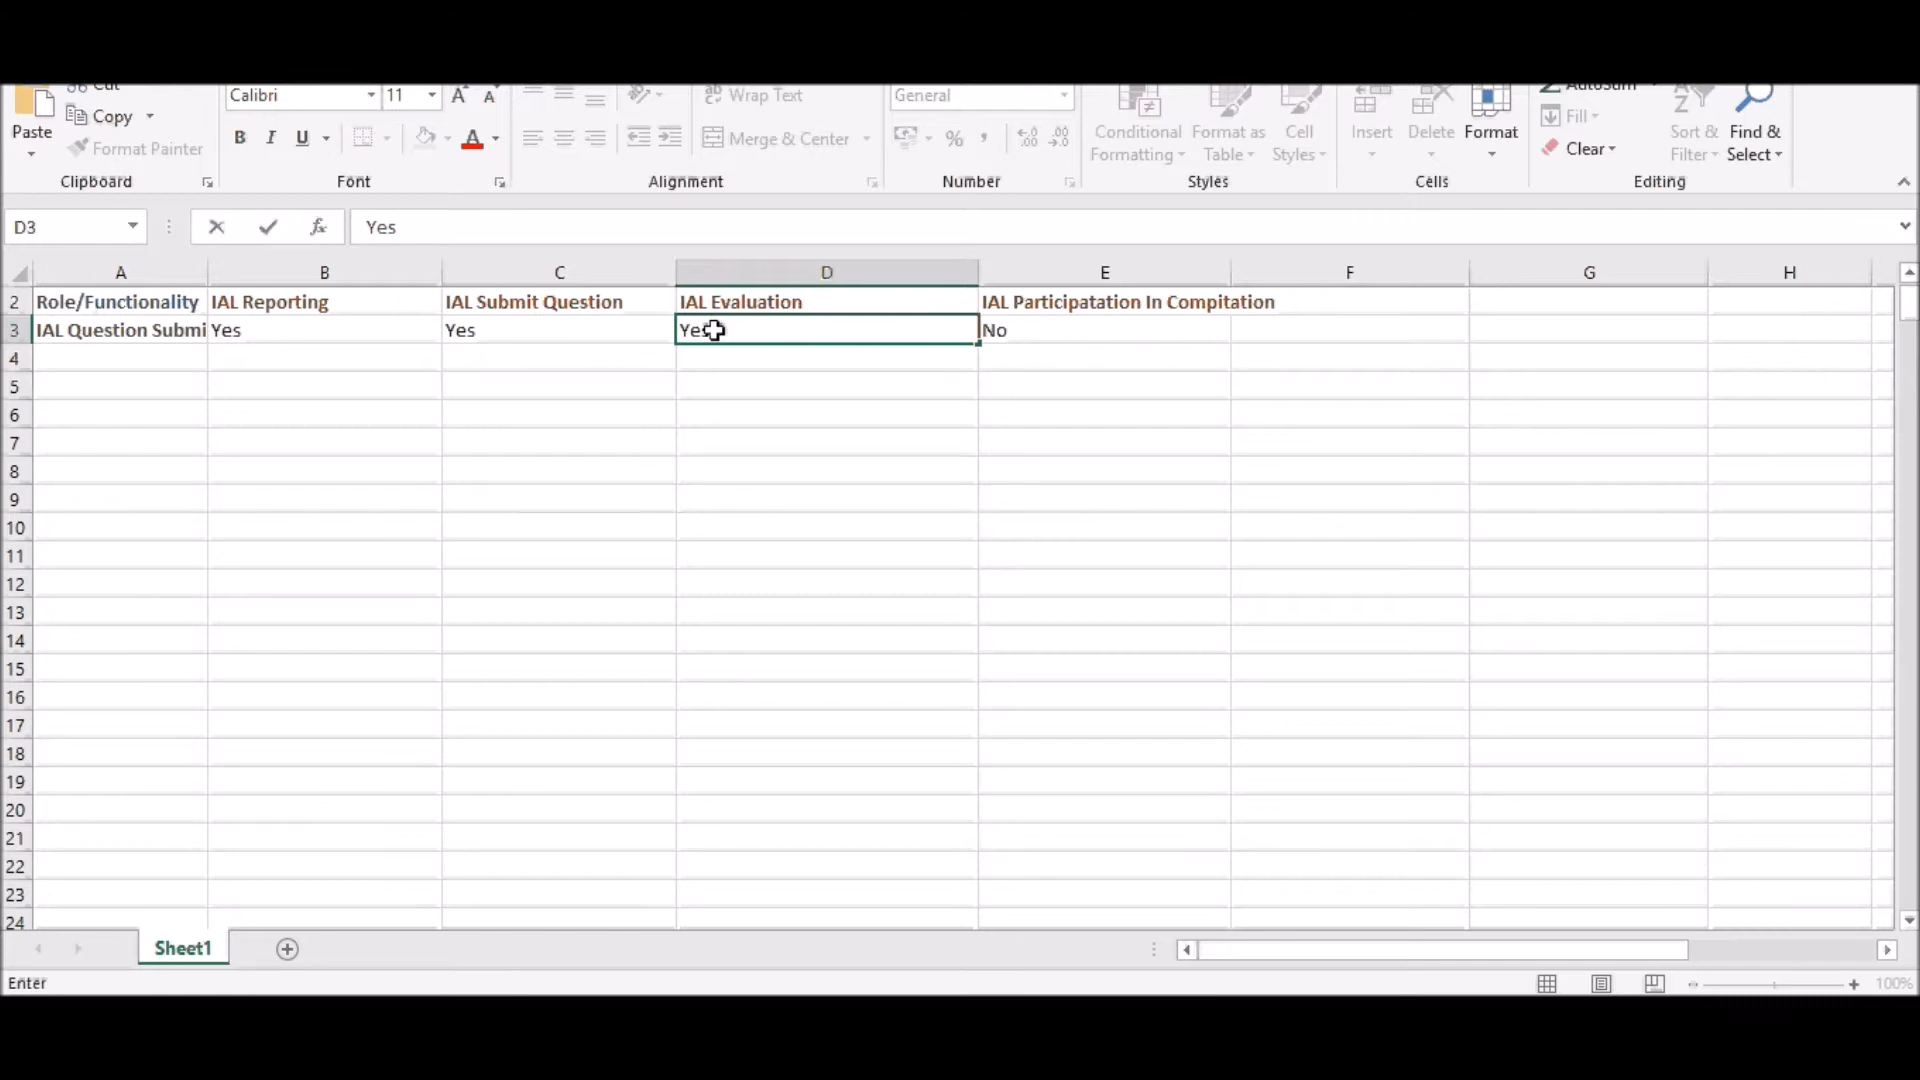 Cut
Calibri 11 A A ab Wrap Text General AutoSum
Copy Fill
Paste B I U A Merge & Center % Conditional Formatting Format as Table Cell Styles Insert Delete Format Sort & Filter Find & Select
Format Painter Clear
Clipboard Font Alignment Number Styles Cells Editing
D3 fx Yes
A B C D E F G H
2 Role/Functionality IAL Reporting IAL Submit Question IAL Evaluation IAL Participatation In Compitation
3 IAL Question Submi Yes Yes Yes No
4
5
6
7
8
9
10
11
12
13
14
15
16
17
18
19
20
21
22
23
24
Sheet1
Enter 100%